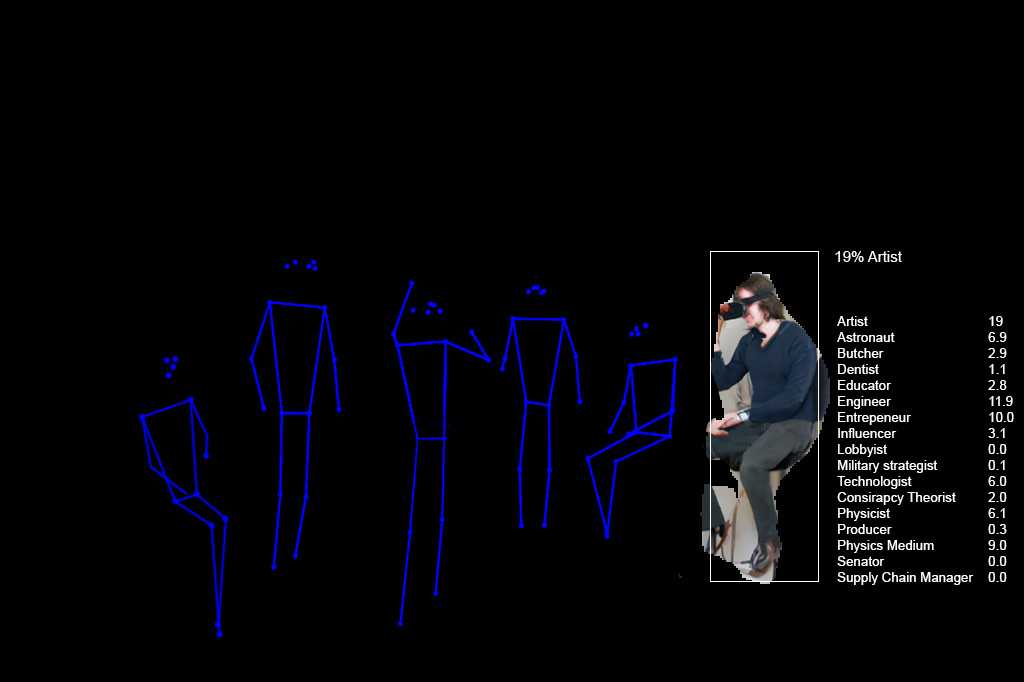 19% Artist
Artist 19
Astronaut 6.9
Butcher 2.9
Dentist 1.1
Educator 2.8
Engineer 11.9
Entrepeneur 10.0
Influencer 3.1
Lobbyist 0.0
Military strategist 0.1
Technologist 6.0
Consirapcy Theorist 2.0
Physicist 6.1
Producer 0.3
Physics Medium 9.0
Senator 0.0
Supply Chain Manager 0.0